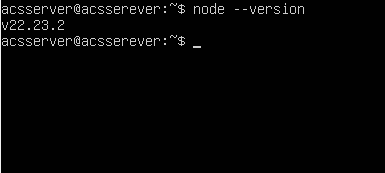 acsserver@acsserever:~$ node --version
v22.23.2
acsserver@acsserever:~$ _